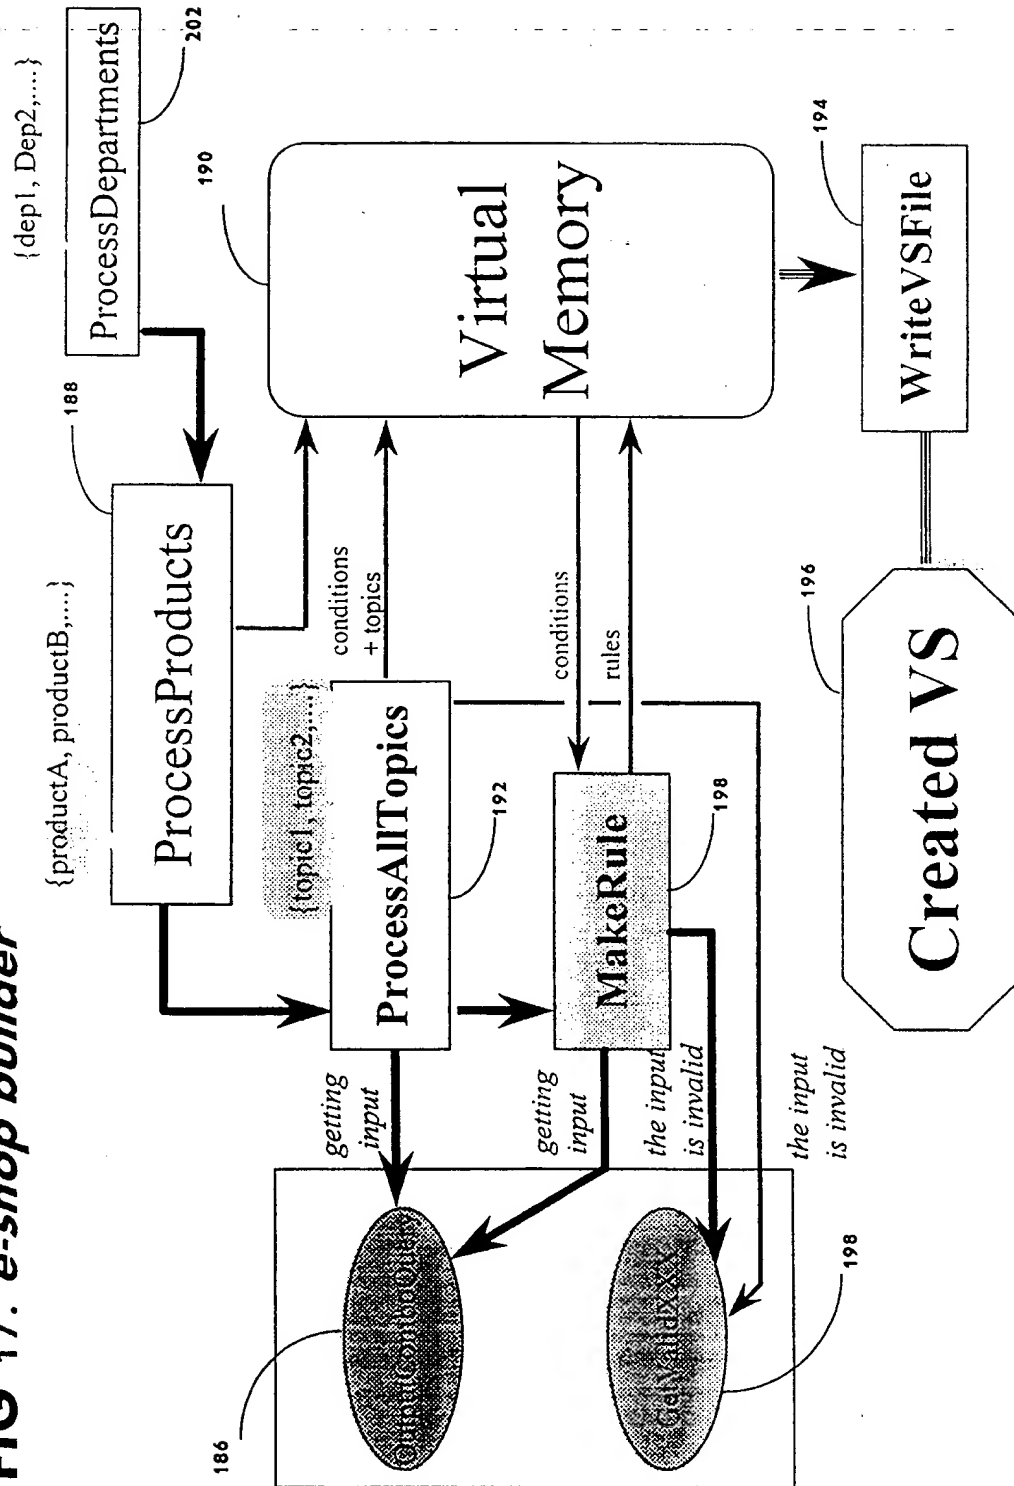 FIG 17. e-shop builder
{productA, productB,....}
188
{dep1, Dep2,....}
ProcessDepartments
202
ProcessProducts
{topic1, topic2,....}
conditions
+ topics
190
getting
input
ProcessAllTopics
192
186
OutputComboQuery
Virtual
Memory
conditions
rules
getting
input
MakeRule
198
the input
is invalid
GetValidXXX
198
the input
is invalid
196
194
Created VS
WriteVSFile